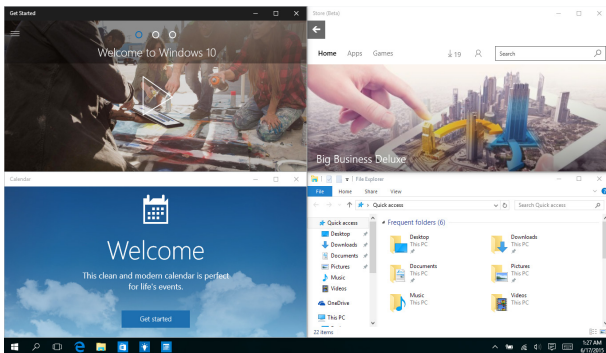 Get Started
Welcome to Windows 10
Store (Beta)
Home Apps Games 19 Search
Big Business Deluxe
Calendar
Welcome
This clean and modern calendar is perfect
for life's events.
Get started
File Explorer
File Home Share View
Quick access Search Quick access
Quick access
Desktop
Downloads
Documents
Pictures
Music
Videos
OneDrive
This PC
22 items
Frequent folders (6)
Desktop
This PC
Downloads
This PC
Documents
This PC
Pictures
This PC
Music
This PC
Videos
This PC
1:27 AM
6/17/2015